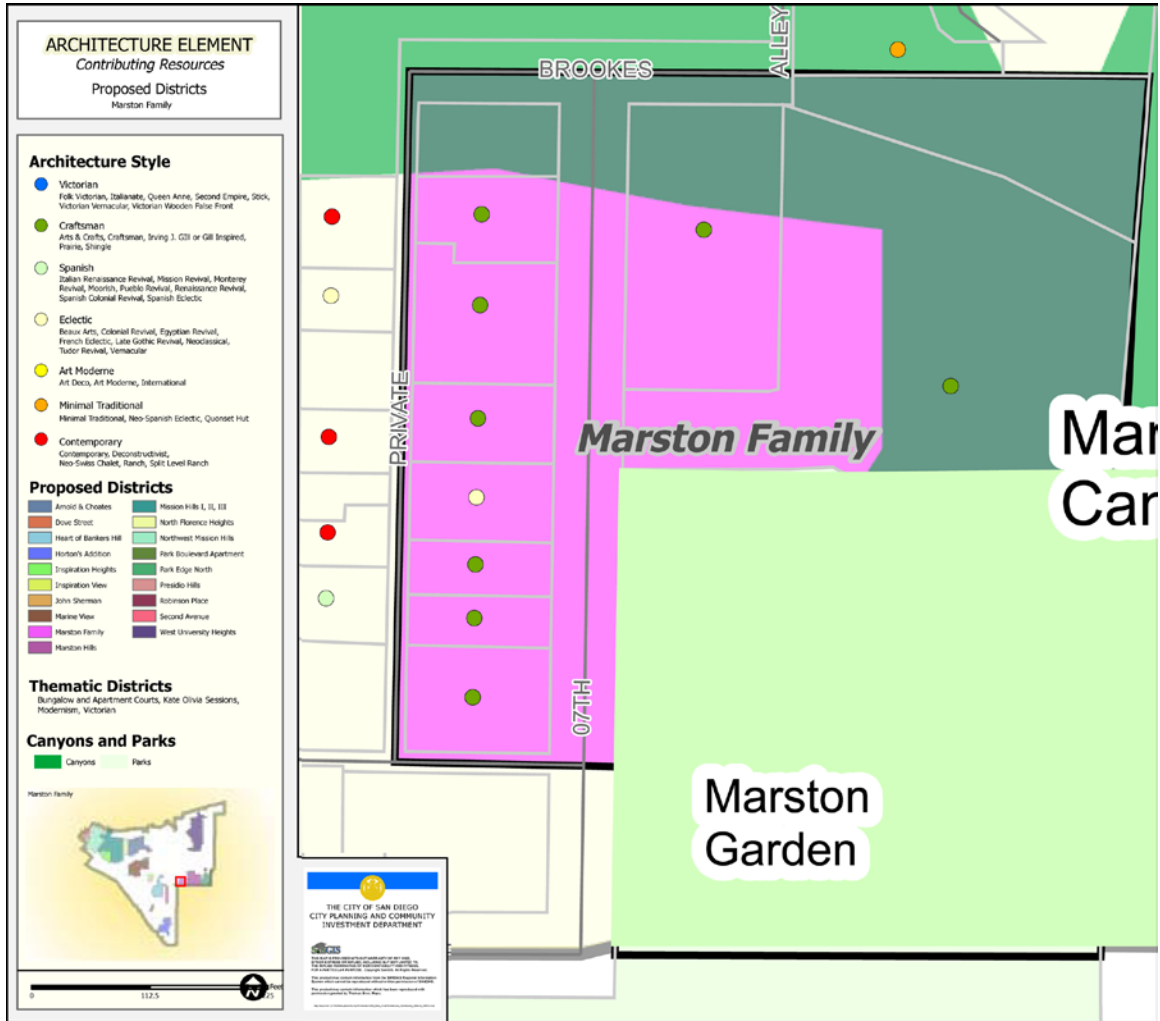 ARCHITECTURE ELEMENT
Contributing Resources
Proposed Districts
Marston Family
Architecture Style
Victorian
Folk Victorian, Italianate, Queen Anne, Second Empire, Stick,
Victorian Vernacular, Victorian Wooden False Front
Craftsman
Arts & Crafts, Craftsman, Irving J. Gill or Gill Inspired,
Prairie, Shingle
Spanish
Italian Renaissance Revival, Mission Revival, Monterey
Revival, Moorish, Pueblo Revival, Renaissance Revival,
Spanish Colonial Revival, Spanish Eclectic
Eclectic
Beaux Arts, Colonial Revival, Egyptian Revival,
French Eclectic, Late Gothic Revival, Neoclassical,
Tudor Revival, Vernacular
Art Moderne
Art Deco, Art Moderne, International
Minimal Traditional
Minimal Traditional, Neo-Spanish Eclectic, Quonset Hut
Contemporary
Contemporary, Deconstructivist,
Neo-Swiss Chalet, Ranch, Split Level Ranch
Proposed Districts
Arnold & Choates
Dove Street
Heart of Bankers Hill
Horton's Addition
Inspiration Heights
Inspiration View
John Sherman
Marine View
Marston Family
Marston Hills
Mission Hills I, II, III
North Florence Heights
Northwest Mission Hills
Park Boulevard Apartment
Park Edge North
Presidio Hills
Robinson Place
Second Avenue
West University Heights
Thematic Districts
Bungalow and Apartment Courts, Kate Olivia Sessions,
Modernism, Victorian
Canyons and Parks
Canyons
Parks
Marston Family
0
112.5
Feet
N
BROOKES
ALLEY
PRIVATE
07TH
Marston Family
Mar
Car
Marston
Garden
THE CITY OF SAN DIEGO
CITY PLANNING AND COMMUNITY
INVESTMENT DEPARTMENT
SanGIS